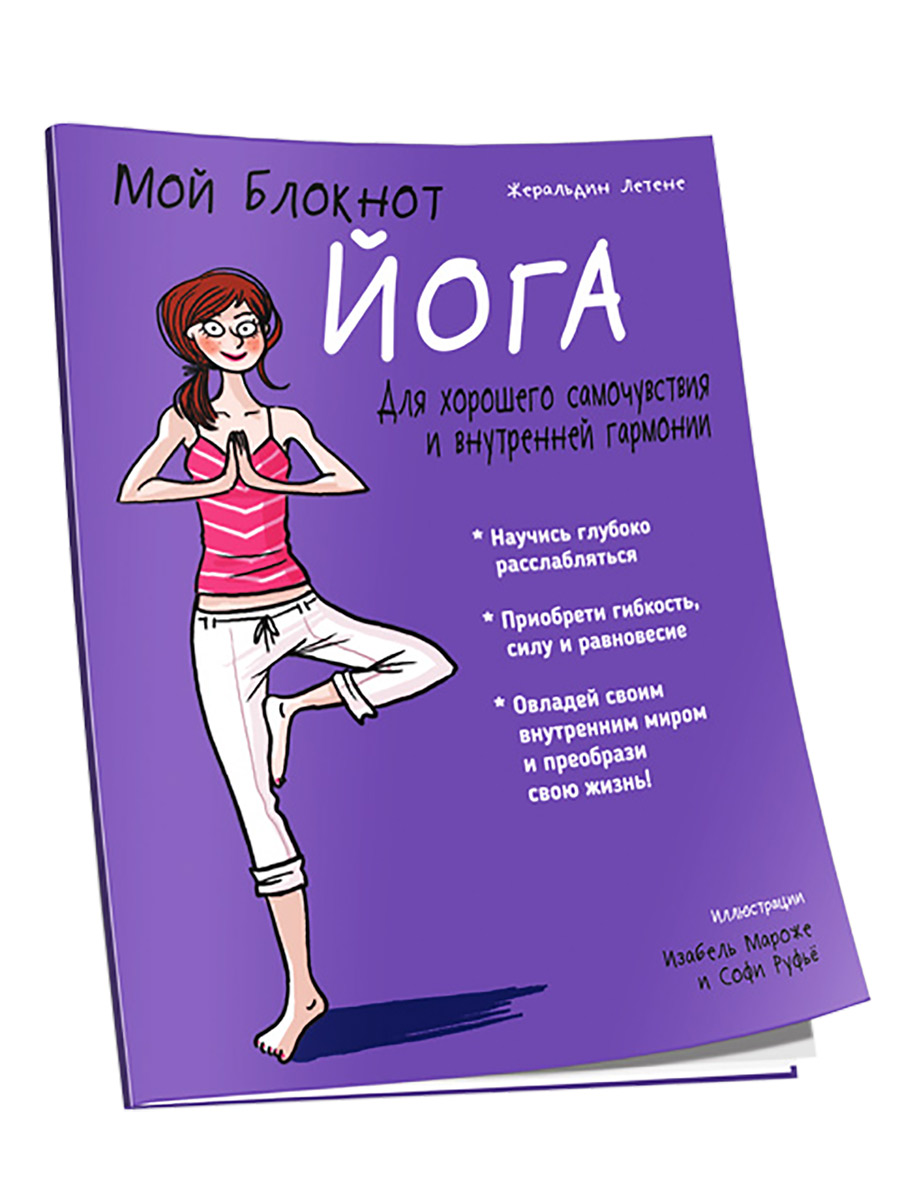 Мой Блокнот
Жеральдин Летене
ЙОГА
Для хорошего самочувствия
и внутренней гармонии
* Научись глубоко
расслабляться
* Приобрети гибкость,
силу и равновесие
* Овладей своим
внутренним миром
и преобрази
свою жизнь!
Иллюстрации
Изабель Мароже
и Софи Руфьё